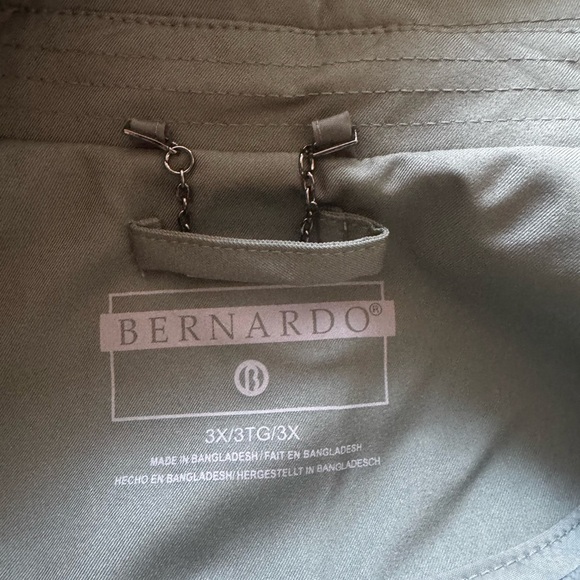 BERNARDO®
B
3X/3TG/3X
MADE IN BANGLADESH/FAIT EN BANGLADESH
HECHO EN BANGLADESH/HERGESTELLT IN BANGLADESCH